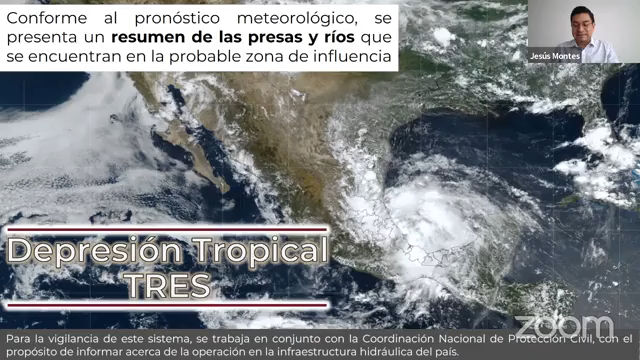 Conforme al pronóstico meteorológico, se
presenta un resumen de las presas y ríos que
se encuentran en la probable zona de influencia
Jesús Montes
Depresión Tropical
TRES
zoom
Para la vigilancia de este sistema, se trabaja en conjunto con la Coordinación Nacional de Protección Civil, con el
propósito de informar acerca de la operación en la infraestructura hidráulica del país.